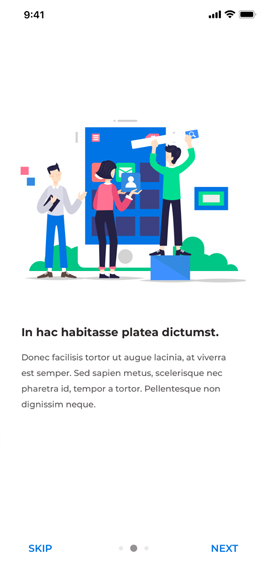 9:41
In hac habitasse platea dictumst.
Donec facilisis tortor ut augue lacinia, at viverra
est semper. Sed sapien metus, scelerisque nec
pharetra id, tempor a tortor. Pellentesque non
dignissim neque.
SKIP
NEXT